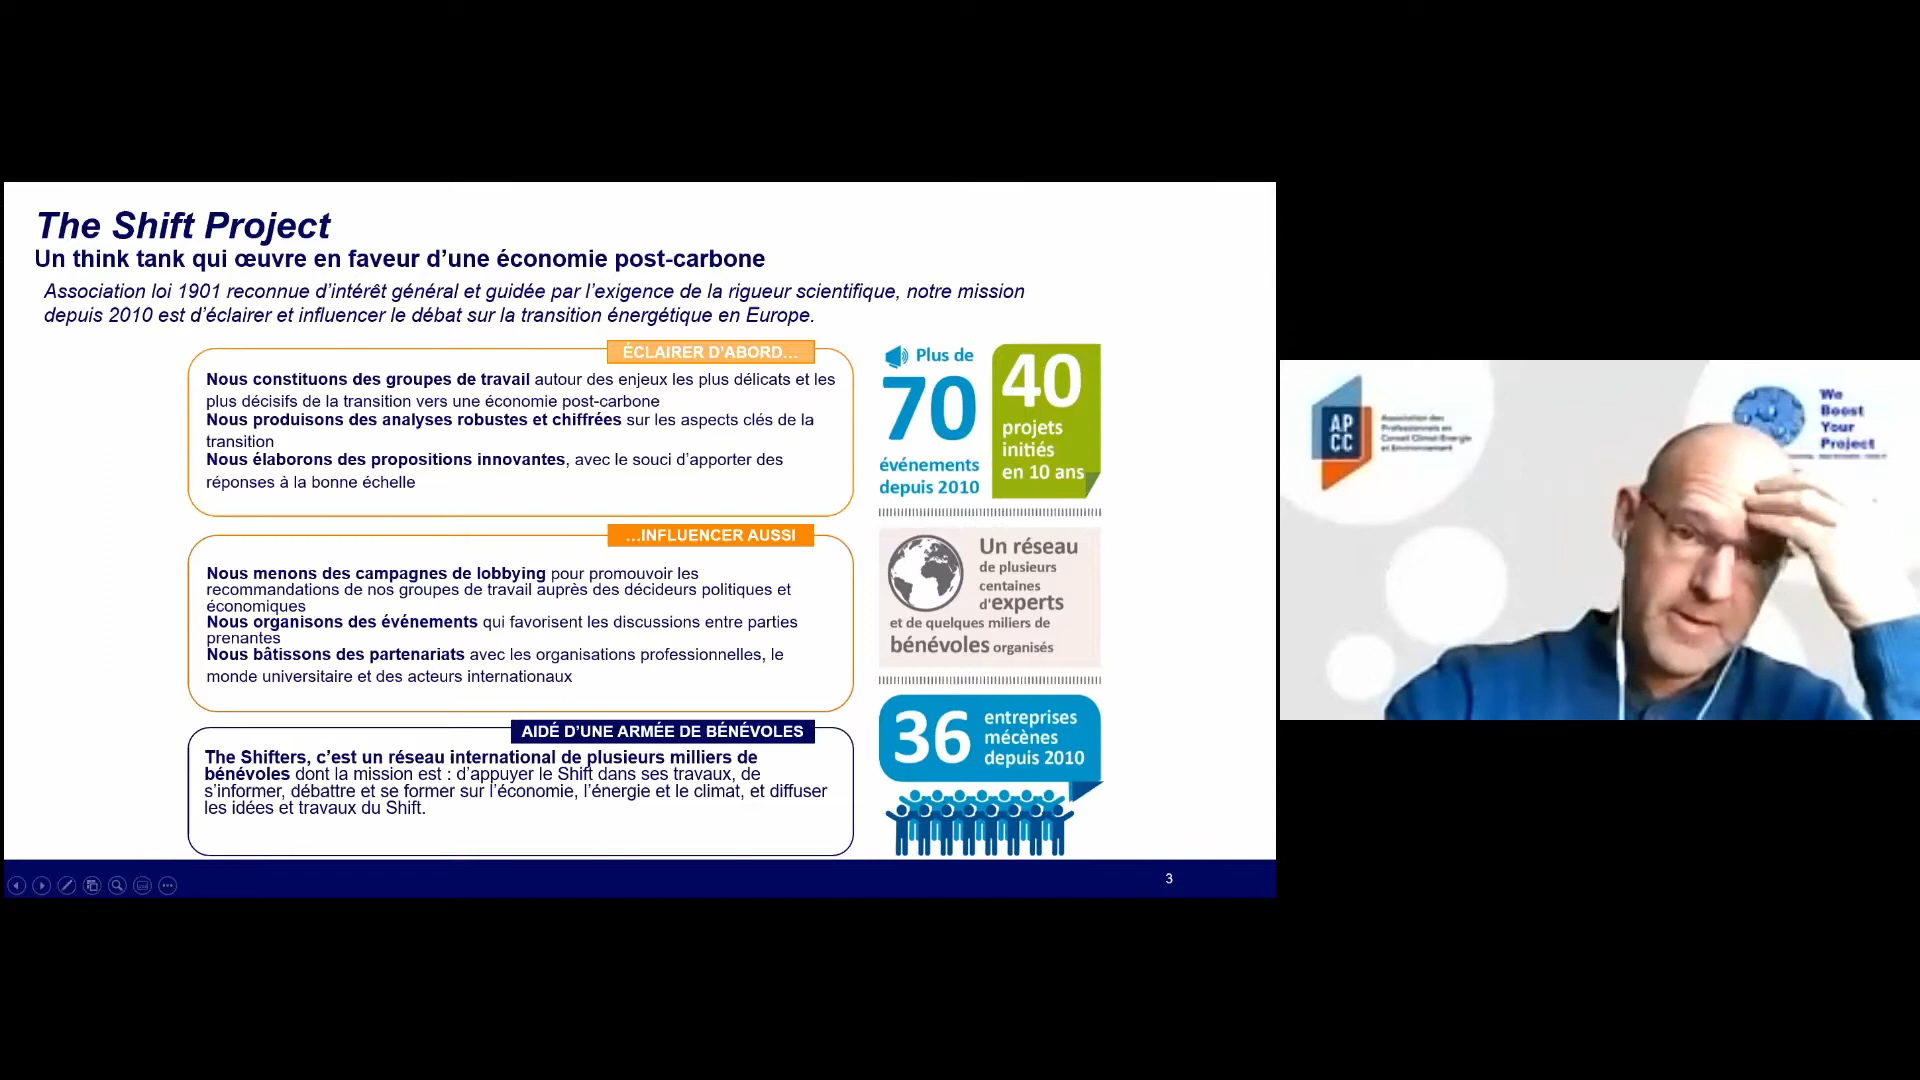 The Shift Project
Un think tank qui œuvre en faveur d’une économie post-carbone
Association loi 1901 reconnue d’intérêt général et guidée par l’exigence de la rigueur scientifique, notre mission
depuis 2010 est d’éclairer et influencer le débat sur la transition énergétique en Europe.
ÉCLAIRER D’ABORD…
Nous constituons des groupes de travail autour des enjeux les plus délicats et les
plus décisifs de la transition vers une économie post-carbone
Nous produisons des analyses robustes et chiffrées sur les aspects clés de la
transition
Nous élaborons des propositions innovantes, avec le souci d’apporter des
réponses à la bonne échelle
…INFLUENCER AUSSI
Nous menons des campagnes de lobbying pour promouvoir les
recommandations de nos groupes de travail auprès des décideurs politiques et
économiques
Nous organisons des événements qui favorisent les discussions entre parties
prenantes
Nous bâtissons des partenariats avec les organisations professionnelles, le
monde universitaire et des acteurs internationaux
AIDÉ D’UNE ARMÉE DE BÉNÉVOLES
The Shifters, c’est un réseau international de plusieurs milliers de
bénévoles dont la mission est : d’appuyer le Shift dans ses travaux, de
s’informer, débattre et se former sur l’économie, l’énergie et le climat, et diffuser
les idées et travaux du Shift.
Plus de
70
événements
depuis 2010
40
projets
initiés
en 10 ans
Un réseau
de plusieurs
centaines
d'experts
et de quelques miliers de
bénévoles organisés
36
entreprises
mécènes
depuis 2010
3
AP
CC
Association des
Professionnels en
Conseil Climat Energie
et Environnement
We
Boost
Your
Project